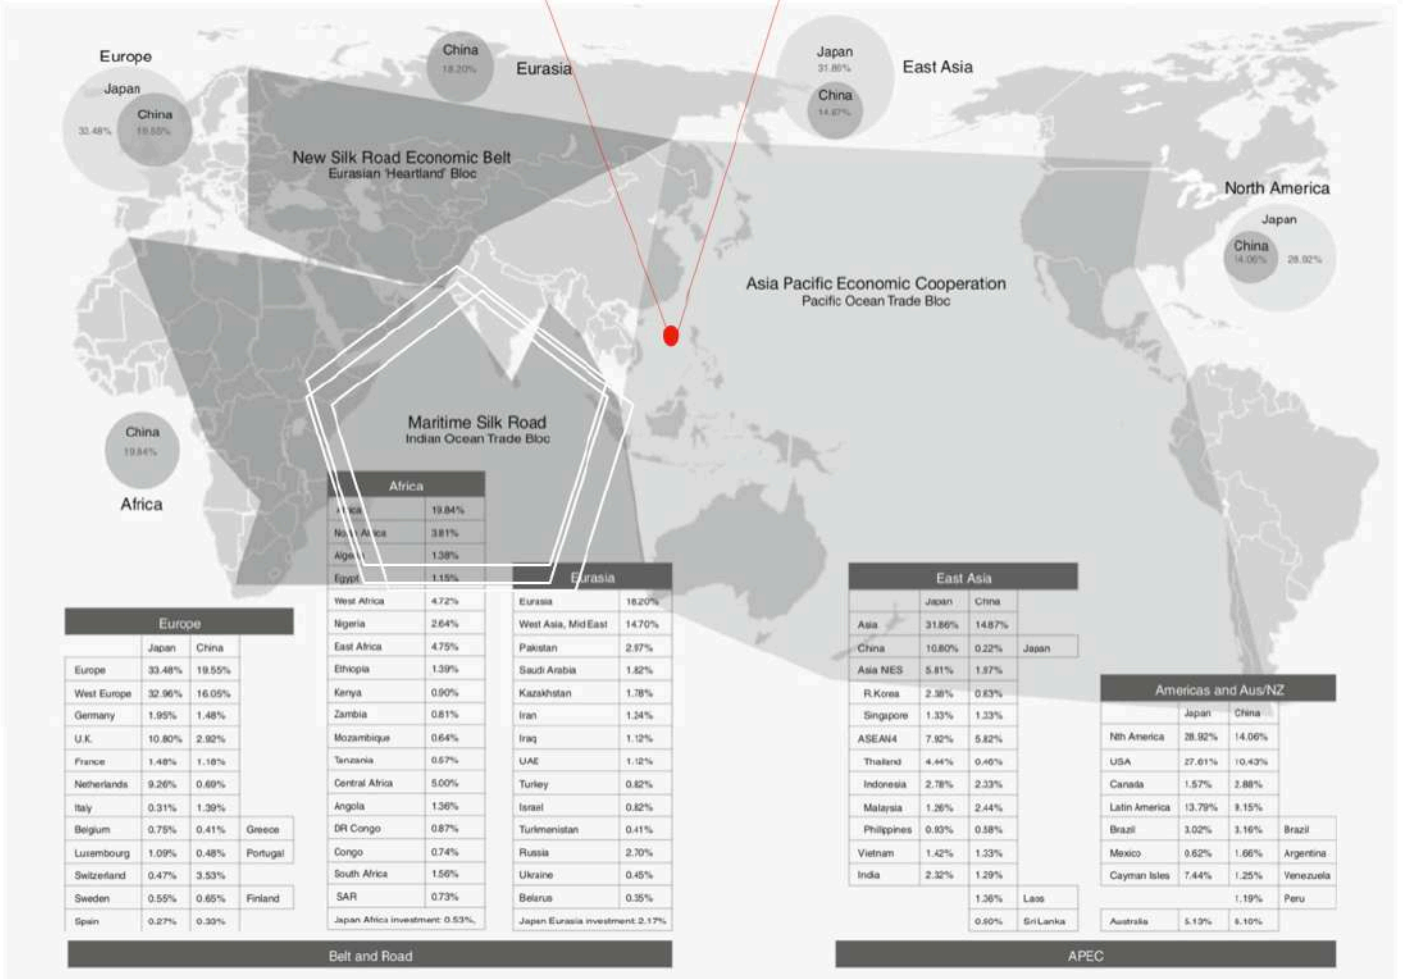 Europe
Japan
China
33.48%
19.55%
China
18.20%
Eurasia
Japan
31.86%
China
14.87%
East Asia
North America
Japan
China
14.06%
28.92%
New Silk Road Economic Belt
Eurasian 'Heartland' Bloc
Asia Pacific Economic Cooperation
Pacific Ocean Trade Bloc
Maritime Silk Road
Indian Ocean Trade Bloc
China
19.84%
Africa
Europe
Japan China
Europe 33.48% 19.55%
West Europe 32.96% 16.05%
Germany 1.95% 1.48%
U.K. 10.80% 2.92%
France 1.48% 1.18%
Netherlands 9.26% 0.69%
Italy 0.31% 1.39%
Belgium 0.75% 0.41% Greece
Luxembourg 1.09% 0.48% Portugal
Switzerland 0.47% 3.53%
Sweden 0.55% 0.65% Finland
Spain 0.27% 0.33%
Africa
Africa 19.84%
North Africa 3.81%
Algeria 1.38%
Egypt 1.15%
West Africa 4.72%
Nigeria 2.64%
East Africa 4.75%
Ethiopia 1.39%
Kenya 0.90%
Zambia 0.81%
Mozambique 0.64%
Tanzania 0.57%
Central Africa 5.00%
Angola 1.36%
DR Congo 0.87%
Congo 0.74%
South Africa 1.56%
SAR 0.73%
Japan Africa investment 0.53%,
Eurasia
Eurasia 18.20%
West Asia, Mid East 14.70%
Pakistan 2.97%
Saudi Arabia 1.82%
Kazakhstan 1.78%
Iran 1.24%
Iraq 1.12%
UAE 1.12%
Turkey 0.82%
Israel 0.82%
Turkmenistan 0.41%
Russia 2.70%
Ukraine 0.45%
Belarus 0.35%
Japan Eurasia investment 2.17%
Belt and Road
East Asia
Japan China
Asia 31.86% 14.87%
China 10.80% 0.22% Japan
Asia NES 5.81% 1.97%
R.Korea 2.38% 0.83%
Singapore 1.33% 1.33%
ASEAN4 7.92% 5.82%
Thailand 4.44% 0.46%
Indonesia 2.78% 2.33%
Malaysia 1.26% 2.44%
Philippines 0.93% 0.58%
Vietnam 1.42% 1.33%
India 2.32% 1.29%
1.36% Laos
0.60% Sri Lanka
Americas and Aus/NZ
Japan China
Nth America 28.92% 14.06%
USA 27.61% 10.43%
Canada 1.57% 2.88%
Latin America 13.79% 9.15%
Brazil 3.02% 3.16% Brazil
Mexico 0.62% 1.66% Argentina
Cayman Isles 7.44% 1.25% Venezuela
1.19% Peru
Australia 5.13%
APEC